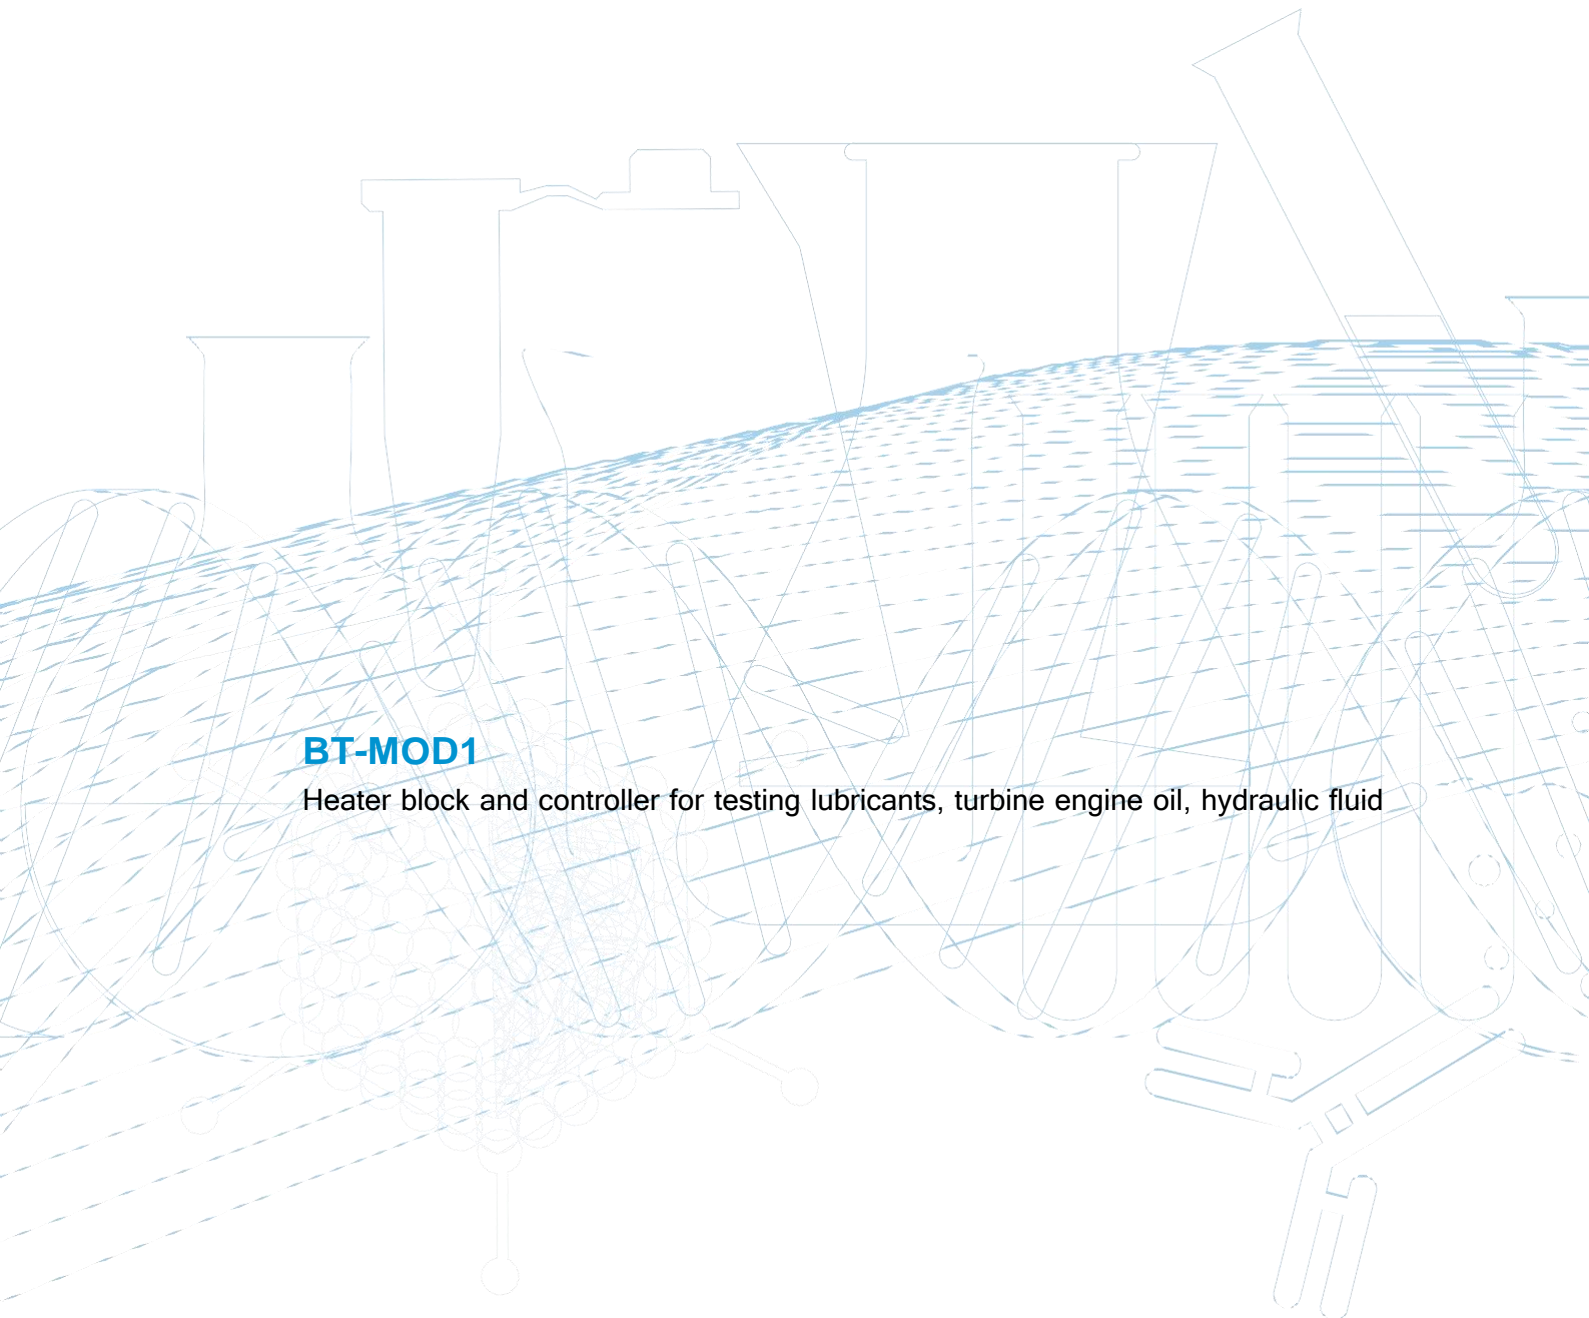 BT-MOD1
Heater block and controller for testing lubricants, turbine engine oil, hydraulic fluid